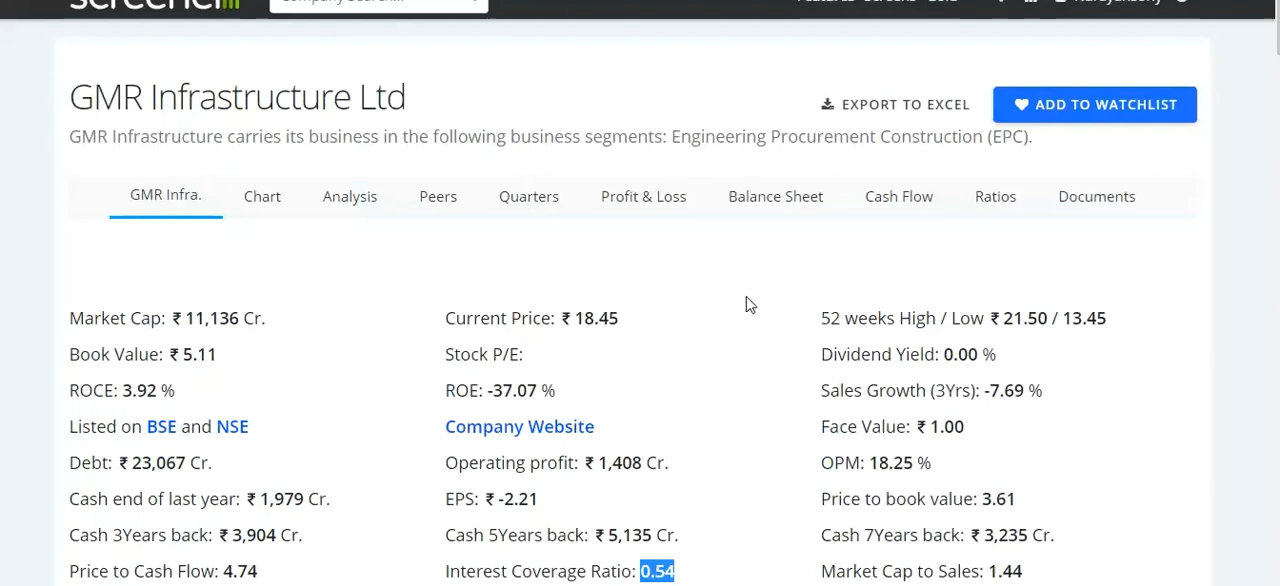 screener
GMR Infrastructure Ltd
EXPORT TO EXCEL
ADD TO WATCHLIST
GMR Infrastructure carries its business in the following business segments: Engineering Procurement Construction (EPC).
GMR Infra. Chart Analysis Peers Quarters Profit & Loss Balance Sheet Cash Flow Ratios Documents
Market Cap: ₹ 11,136 Cr. Current Price: ₹ 18.45 52 weeks High / Low ₹ 21.50 / 13.45
Book Value: ₹ 5.11 Stock P/E: Dividend Yield: 0.00 %
ROCE: 3.92 % ROE: -37.07 % Sales Growth (3Yrs): -7.69 %
Listed on BSE and NSE Company Website Face Value: ₹ 1.00
Debt: ₹ 23,067 Cr. Operating profit: ₹ 1,408 Cr. OPM: 18.25 %
Cash end of last year: ₹ 1,979 Cr. EPS: ₹ -2.21 Price to book value: 3.61
Cash 3Years back: ₹ 3,904 Cr. Cash 5Years back: ₹ 5,135 Cr. Cash 7Years back: ₹ 3,235 Cr.
Price to Cash Flow: 4.74 Interest Coverage Ratio: 0.54 Market Cap to Sales: 1.44